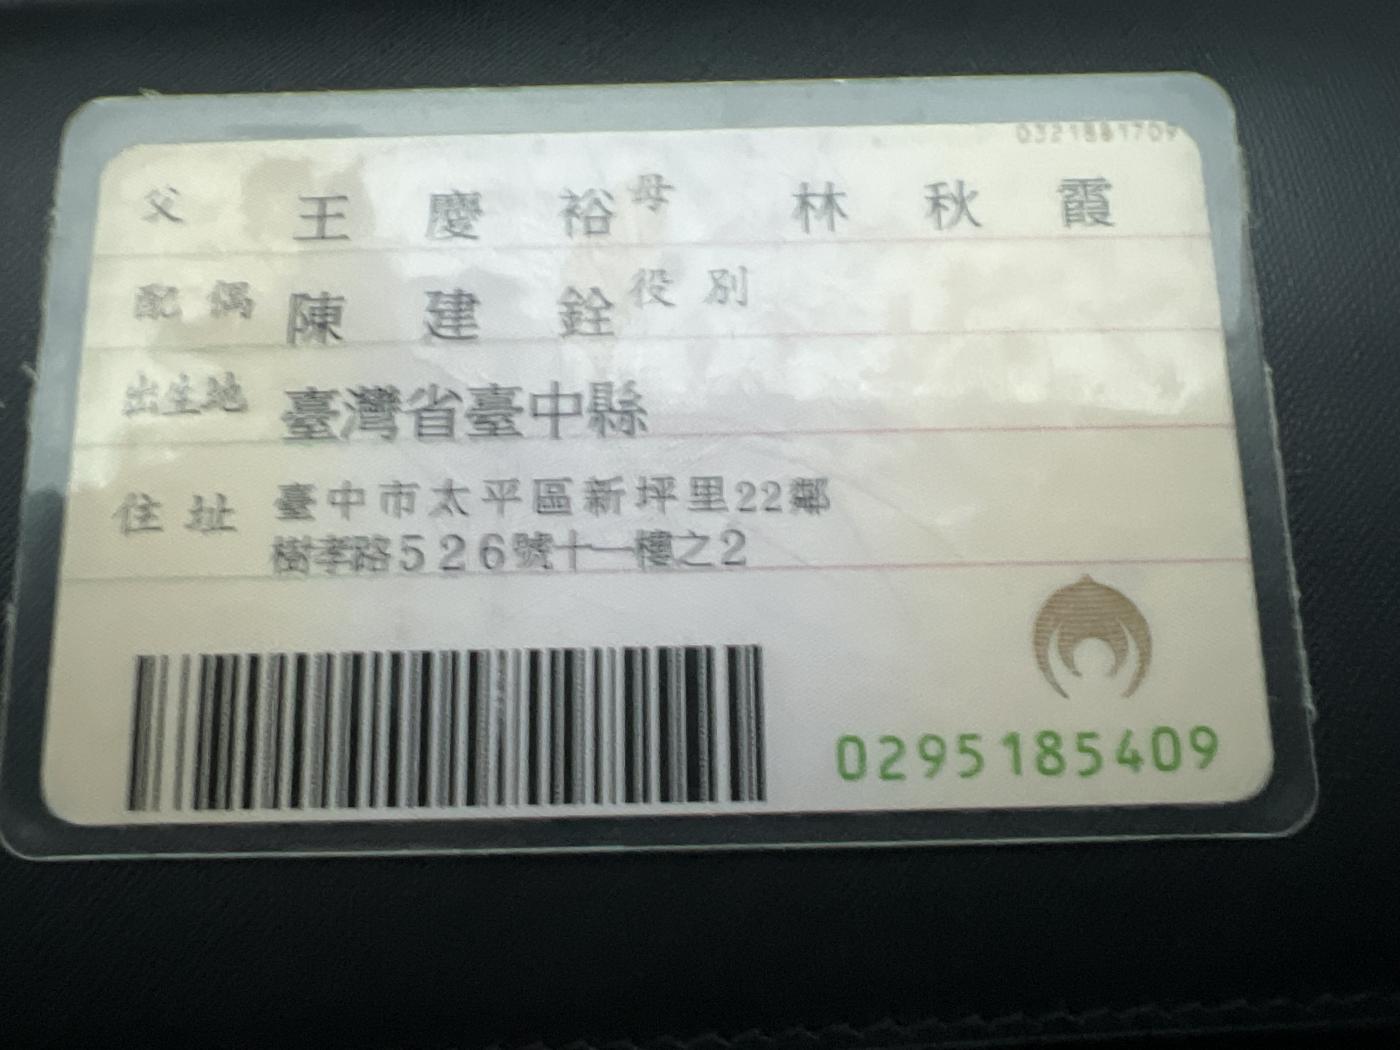 0321881709
父 王慶裕 母 林秋霞
配偶 陳建銓 役別
出生地 臺灣省臺中縣
住址 臺中市太平區新坪里22鄰
樹孝路526號十一樓之2
0295185409